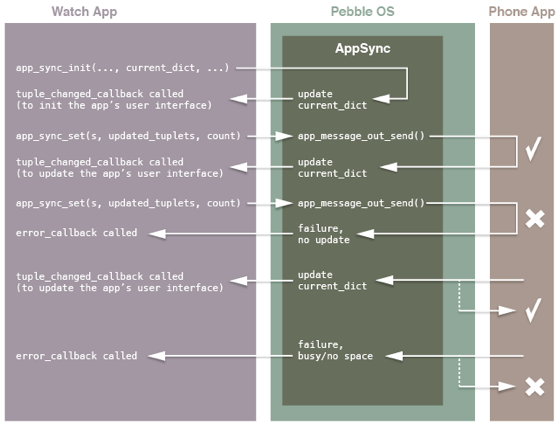 Watch App
Pebble OS
Phone App
AppSync
app_sync_init(..., current_dict, ...)
tuple_changed_callback called
(to init the app's user interface)
update
current_dict
app_sync_set(s, updated_tuplets, count)
app_message_out_send()
tuple_changed_callback called
(to update the app's user interface)
update
current_dict
app_sync_set(s, updated_tuplets, count)
app_message_out_send()
error_callback called
failure,
no update
tuple_changed_callback called
(to update the app's user interface)
update
current_dict
error_callback called
failure,
busy/no space